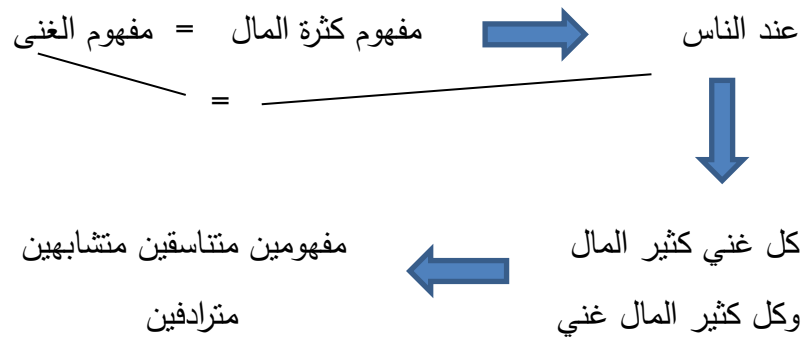 عند الناس مفهوم كثرة المال = مفهوم الغنى
=
كل غني كثير المال مفهومين متناسقين متشابهين
وكل كثير المال غني مترادفين